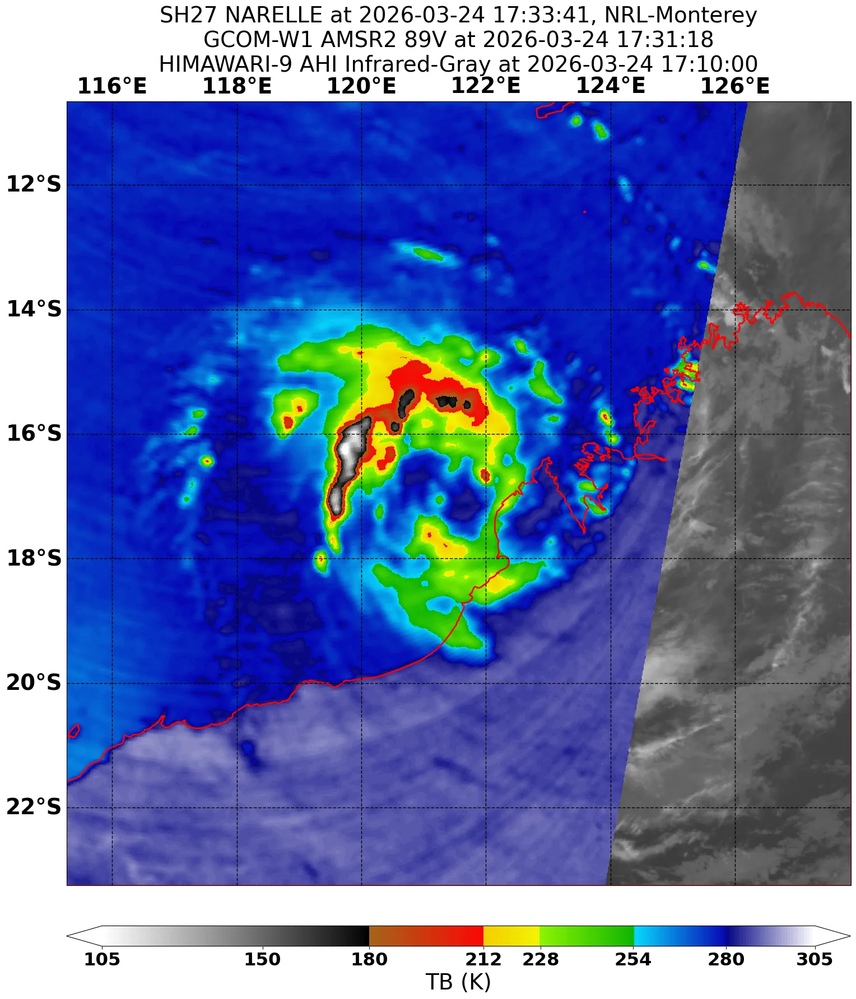 SH27 NARELLE at 2026-03-24 17:33:41, NRL-Monterey
GCOM-W1 AMSR2 89V at 2026-03-24 17:31:18
HIMAWARI-9 AHI Infrared-Gray at 2026-03-24 17:10:00
116°E 118°E 120°E 122°E 124°E 126°E
12°S
14°S
16°S
18°S
20°S
22°S
105 150 180 212 228 254 280 305
TB (K)